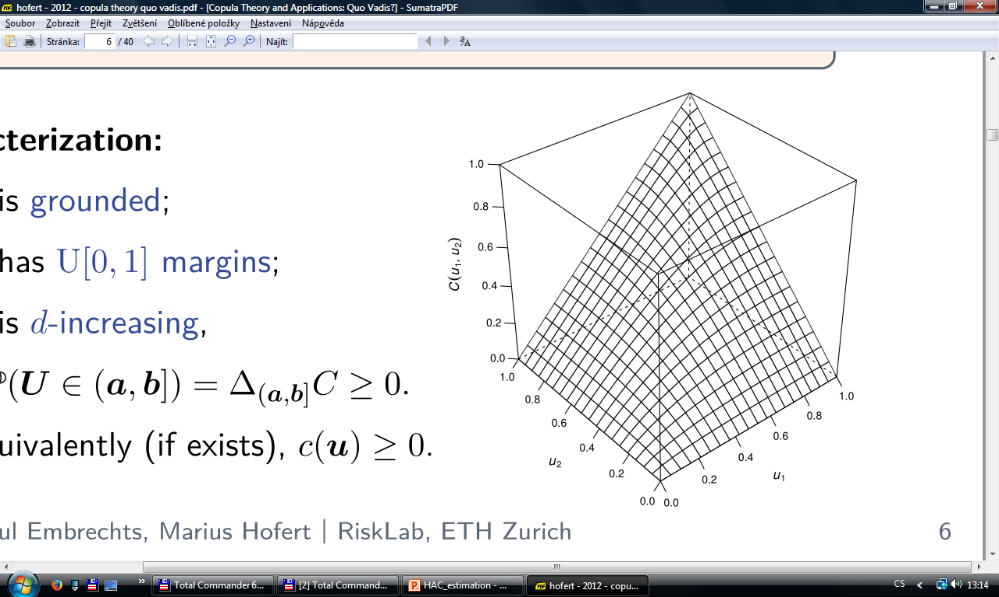 hofert - 2012 - copula theory quo vadis.pdf - [Copula Theory and Applications: Quo Vadis?] - SumatraPDF
Soubor Zobrazit Přejít Zvětšení Oblíbené položky Nastavení Nápověda
Stránka: 6 / 40 Najít:
cterization:
is grounded;
has U[0, 1] margins;
is d-increasing,
ℙ(U ∈ (a, b]) = Δ(a,b]C ≥ 0.
uivalently (if exists), c(u) ≥ 0.
1.0
0.8
0.6
0.4
0.2
0.0
C(u1, u2)
1.0
0.8
0.6
0.4
0.2
0.0
u2
0.0
0.2
0.4
0.6
0.8
1.0
u1
ul Embrechts, Marius Hofert | RiskLab, ETH Zurich 6
Total Commander 6... [2] Total Command... HAC_estimation - ... hofert - 2012 - copu... CS 13:14